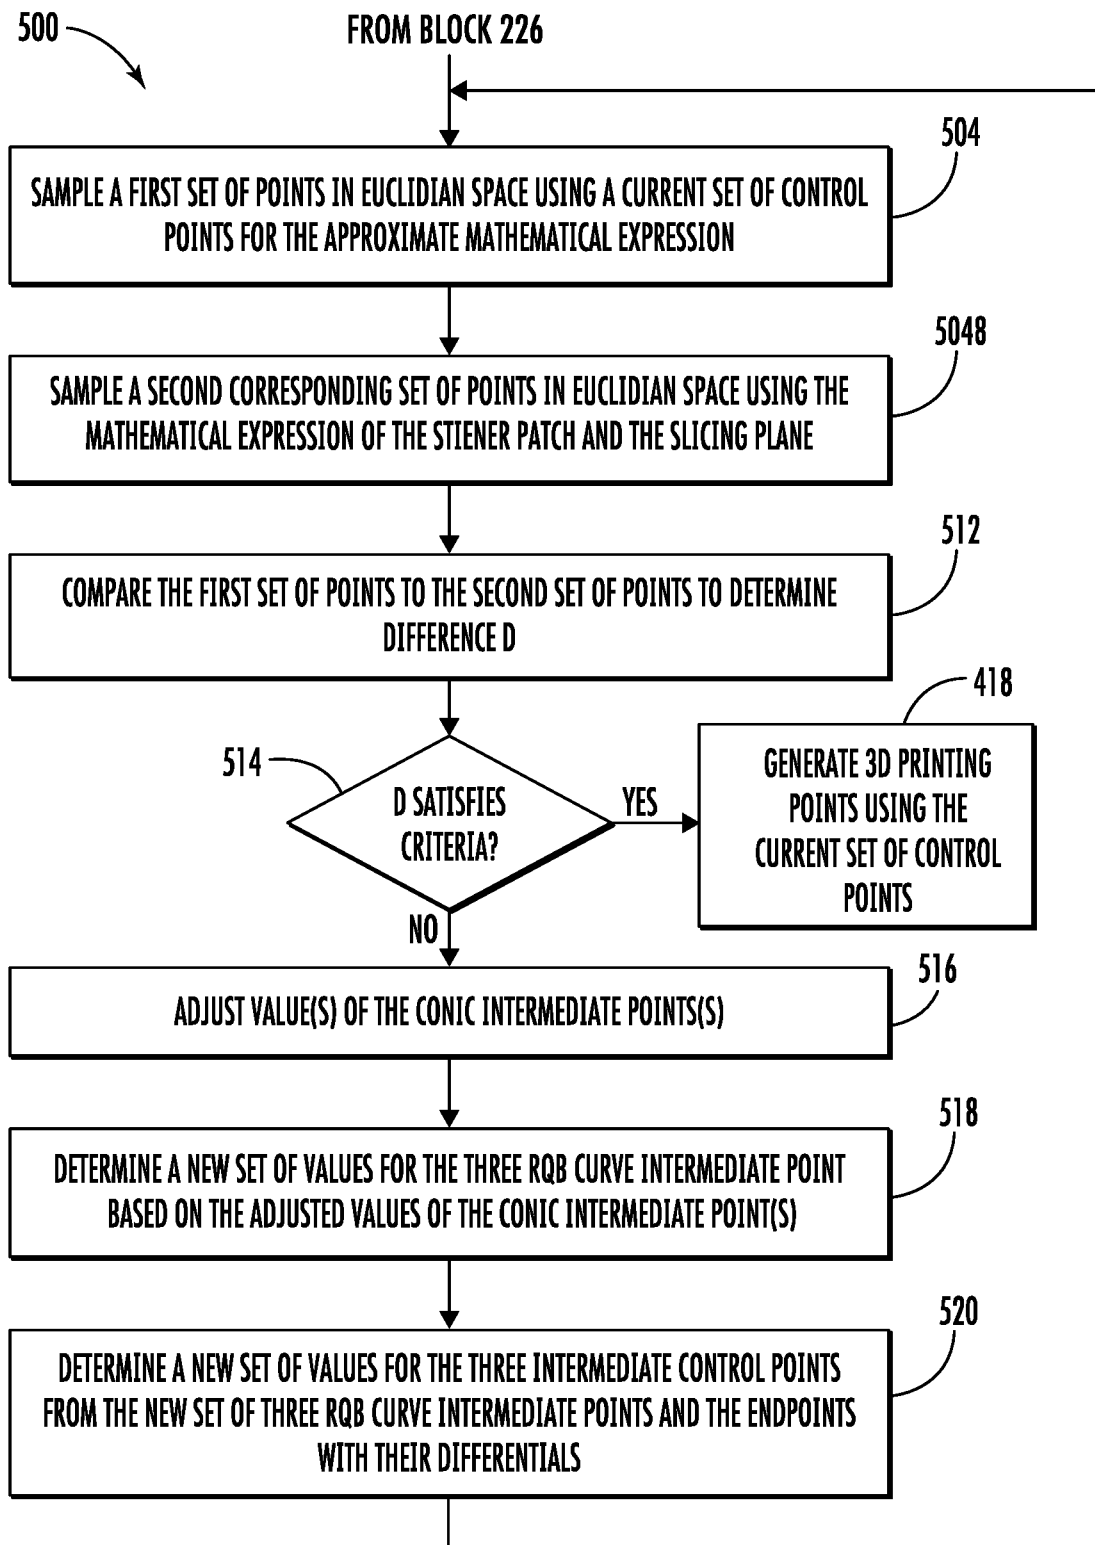 500
FROM BLOCK 226
504
SAMPLE A FIRST SET OF POINTS IN EUCLIDIAN SPACE USING A CURRENT SET OF CONTROL
POINTS FOR THE APPROXIMATE MATHEMATICAL EXPRESSION
5048
SAMPLE A SECOND CORRESPONDING SET OF POINTS IN EUCLIDIAN SPACE USING THE
MATHEMATICAL EXPRESSION OF THE STIENER PATCH AND THE SLICING PLANE
512
COMPARE THE FIRST SET OF POINTS TO THE SECOND SET OF POINTS TO DETERMINE
DIFFERENCE D
514
D SATISFIES
CRITERIA?
YES
418
GENERATE 3D PRINTING
POINTS USING THE
CURRENT SET OF CONTROL
POINTS
NO
516
ADJUST VALUE(S) OF THE CONIC INTERMEDIATE POINTS(S)
518
DETERMINE A NEW SET OF VALUES FOR THE THREE RQB CURVE INTERMEDIATE POINT
BASED ON THE ADJUSTED VALUES OF THE CONIC INTERMEDIATE POINT(S)
520
DETERMINE A NEW SET OF VALUES FOR THE THREE INTERMEDIATE CONTROL POINTS
FROM THE NEW SET OF THREE RQB CURVE INTERMEDIATE POINTS AND THE ENDPOINTS
WITH THEIR DIFFERENTIALS